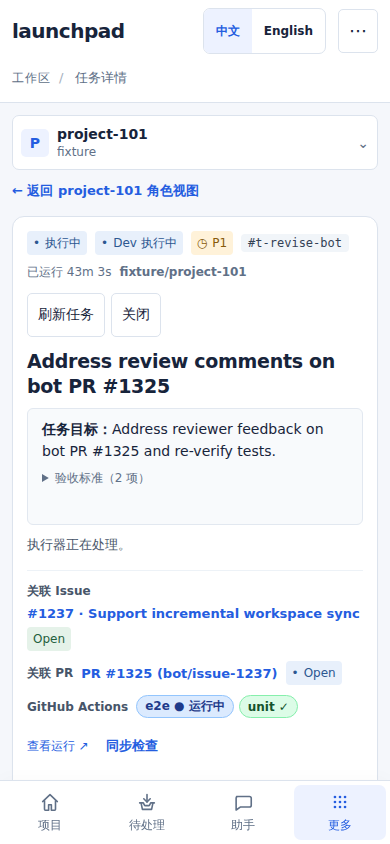 launchpad
中文 English ···
工作区 / 任务详情
P project-101
fixture
← 返回 project-101 角色视图
• 执行中 • Dev 执行中 ◷ P1 #t-revise-bot
已运行 43m 3s fixture/project-101
刷新任务 关闭
Address review comments on
bot PR #1325
任务目标：Address reviewer feedback on
bot PR #1325 and re-verify tests.
▶ 验收标准（2 项）
执行器正在处理。
关联 Issue
#1237 · Support incremental workspace sync
Open
关联 PR PR #1325 (bot/issue-1237) • Open
GitHub Actions e2e ● 运行中 unit ✓
查看运行 ↗ 同步检查
项目 待处理 助手 更多